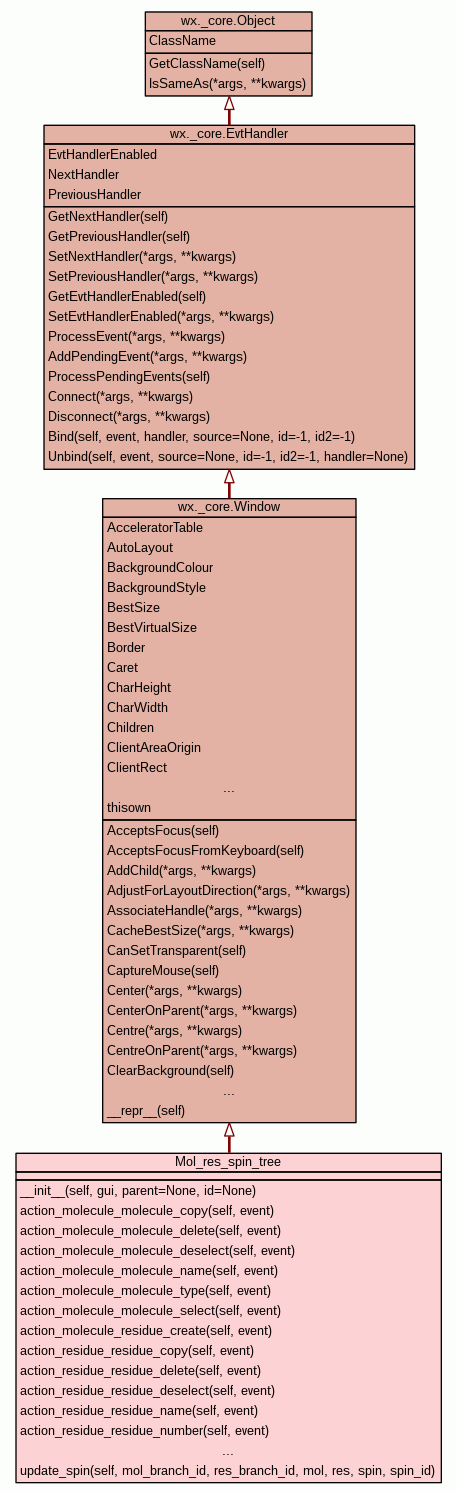 wx._core.Object
ClassName
GetClassName(self)
IsSameAs(*args, **kwargs)
wx._core.EvtHandler
EvtHandlerEnabled
NextHandler
PreviousHandler
GetNextHandler(self)
GetPreviousHandler(self)
SetNextHandler(*args, **kwargs)
SetPreviousHandler(*args, **kwargs)
GetEvtHandlerEnabled(self)
SetEvtHandlerEnabled(*args, **kwargs)
ProcessEvent(*args, **kwargs)
AddPendingEvent(*args, **kwargs)
ProcessPendingEvents(self)
Connect(*args, **kwargs)
Disconnect(*args, **kwargs)
Bind(self, event, handler, source=None, id=-1, id2=-1)
Unbind(self, event, source=None, id=-1, id2=-1, handler=None)
wx._core.Window
AcceleratorTable
AutoLayout
BackgroundColour
BackgroundStyle
BestSize
BestVirtualSize
Border
Caret
CharHeight
CharWidth
Children
ClientAreaOrigin
ClientRect
...
thisown
AcceptsFocus(self)
AcceptsFocusFromKeyboard(self)
AddChild(*args, **kwargs)
AdjustForLayoutDirection(*args, **kwargs)
AssociateHandle(*args, **kwargs)
CacheBestSize(*args, **kwargs)
CanSetTransparent(self)
CaptureMouse(self)
Center(*args, **kwargs)
CenterOnParent(*args, **kwargs)
Centre(*args, **kwargs)
CentreOnParent(*args, **kwargs)
ClearBackground(self)
...
__repr__(self)
Mol_res_spin_tree
__init__(self, gui, parent=None, id=None)
action_molecule_molecule_copy(self, event)
action_molecule_molecule_delete(self, event)
action_molecule_molecule_deselect(self, event)
action_molecule_molecule_name(self, event)
action_molecule_molecule_type(self, event)
action_molecule_molecule_select(self, event)
action_molecule_residue_create(self, event)
action_residue_residue_copy(self, event)
action_residue_residue_delete(self, event)
action_residue_residue_deselect(self, event)
action_residue_residue_name(self, event)
action_residue_residue_number(self, event)
...
update_spin(self, mol_branch_id, res_branch_id, mol, res, spin, spin_id)